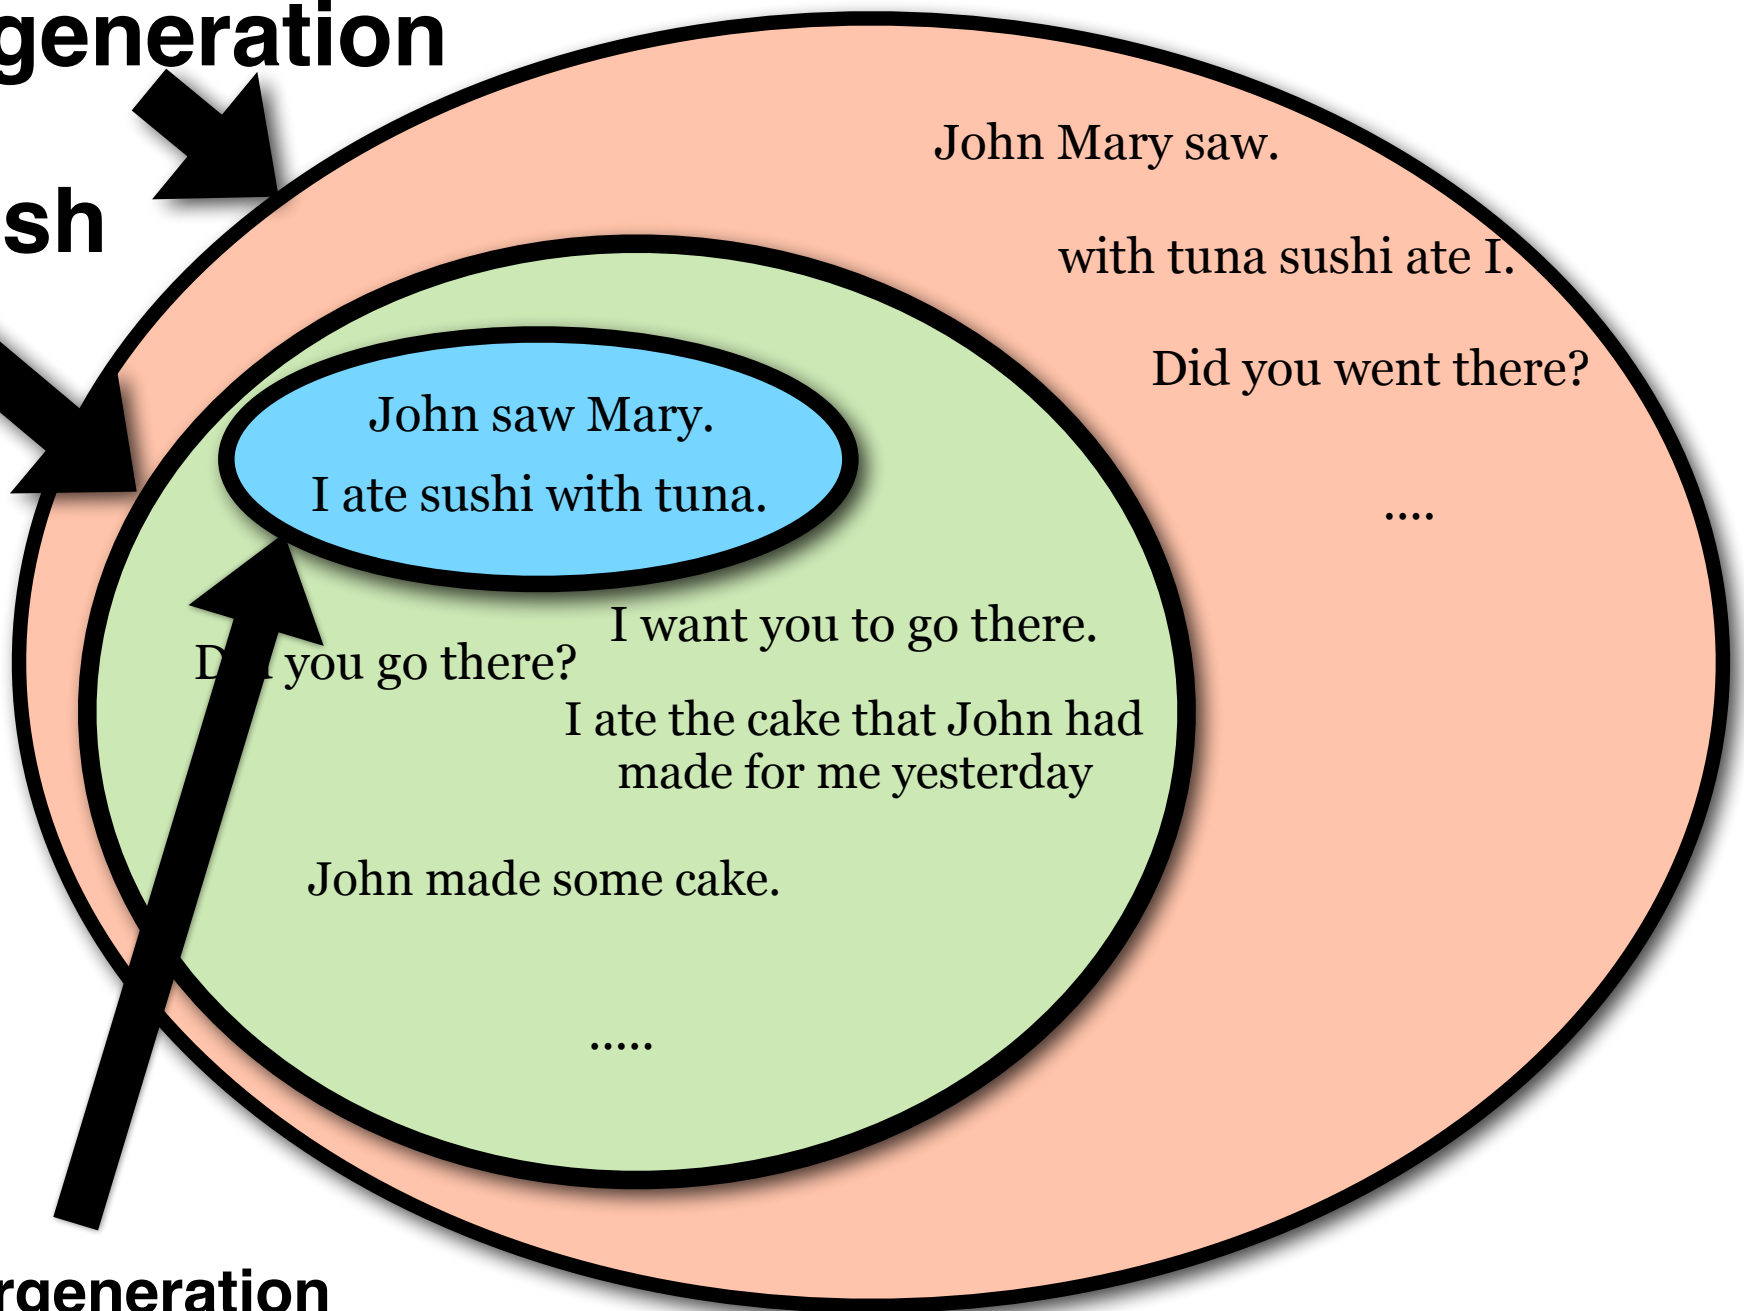 generation
John Mary saw.
sh
with tuna sushi ate I.
Did you went there?
John saw Mary.
I ate sushi with tuna.
....
I want you to go there.
you go there?
I ate the cake that John had
made for me yesterday
John made some cake.
.....
rgeneration